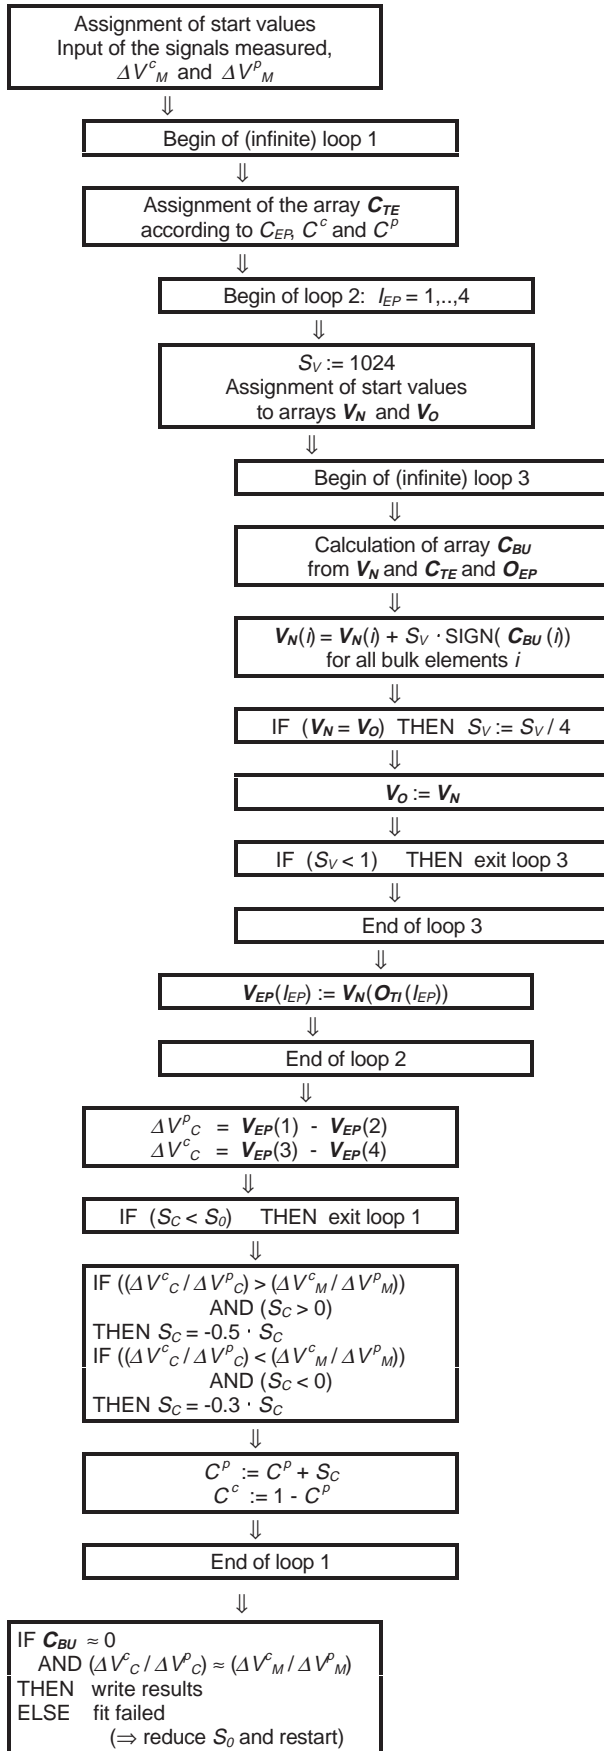 Assignment of start values
Input of the signals measured,
ΔV^c_M and ΔV^p_M
⇓
Begin of (infinite) loop 1
⇓
Assignment of the array C_TE
according to C_EP, C^c and C^p
⇓
Begin of loop 2: I_EP = 1,..,4
⇓
S_V := 1024
Assignment of start values
to arrays V_N and V_O
⇓
Begin of (infinite) loop 3
⇓
Calculation of array C_BU
from V_N and C_TE and O_EP
⇓
V_N(i) = V_N(i) + S_V · SIGN( C_BU (i))
for all bulk elements i
⇓
IF (V_N = V_O) THEN S_V := S_V / 4
⇓
V_O := V_N
⇓
IF (S_V < 1) THEN exit loop 3
⇓
End of loop 3
⇓
V_EP(I_EP) := V_N(O_TI(I_EP))
⇓
End of loop 2
⇓
ΔV^p_C = V_EP(1) - V_EP(2)
ΔV^c_C = V_EP(3) - V_EP(4)
⇓
IF (S_C < S_0) THEN exit loop 1
⇓
IF ((ΔV^c_C / ΔV^p_C) > (ΔV^c_M / ΔV^p_M))
AND (S_C > 0)
THEN S_C = -0.5 · S_C
IF ((ΔV^c_C / ΔV^p_C) < (ΔV^c_M / ΔV^p_M))
AND (S_C < 0)
THEN S_C = -0.3 · S_C
⇓
C^p := C^p + S_C
C^c := 1 - C^p
⇓
End of loop 1
⇓
IF C_BU ≈ 0
AND (ΔV^c_C / ΔV^p_C) ≈ (ΔV^c_M / ΔV^p_M)
THEN write results
ELSE fit failed
(⇒ reduce S_0 and restart)